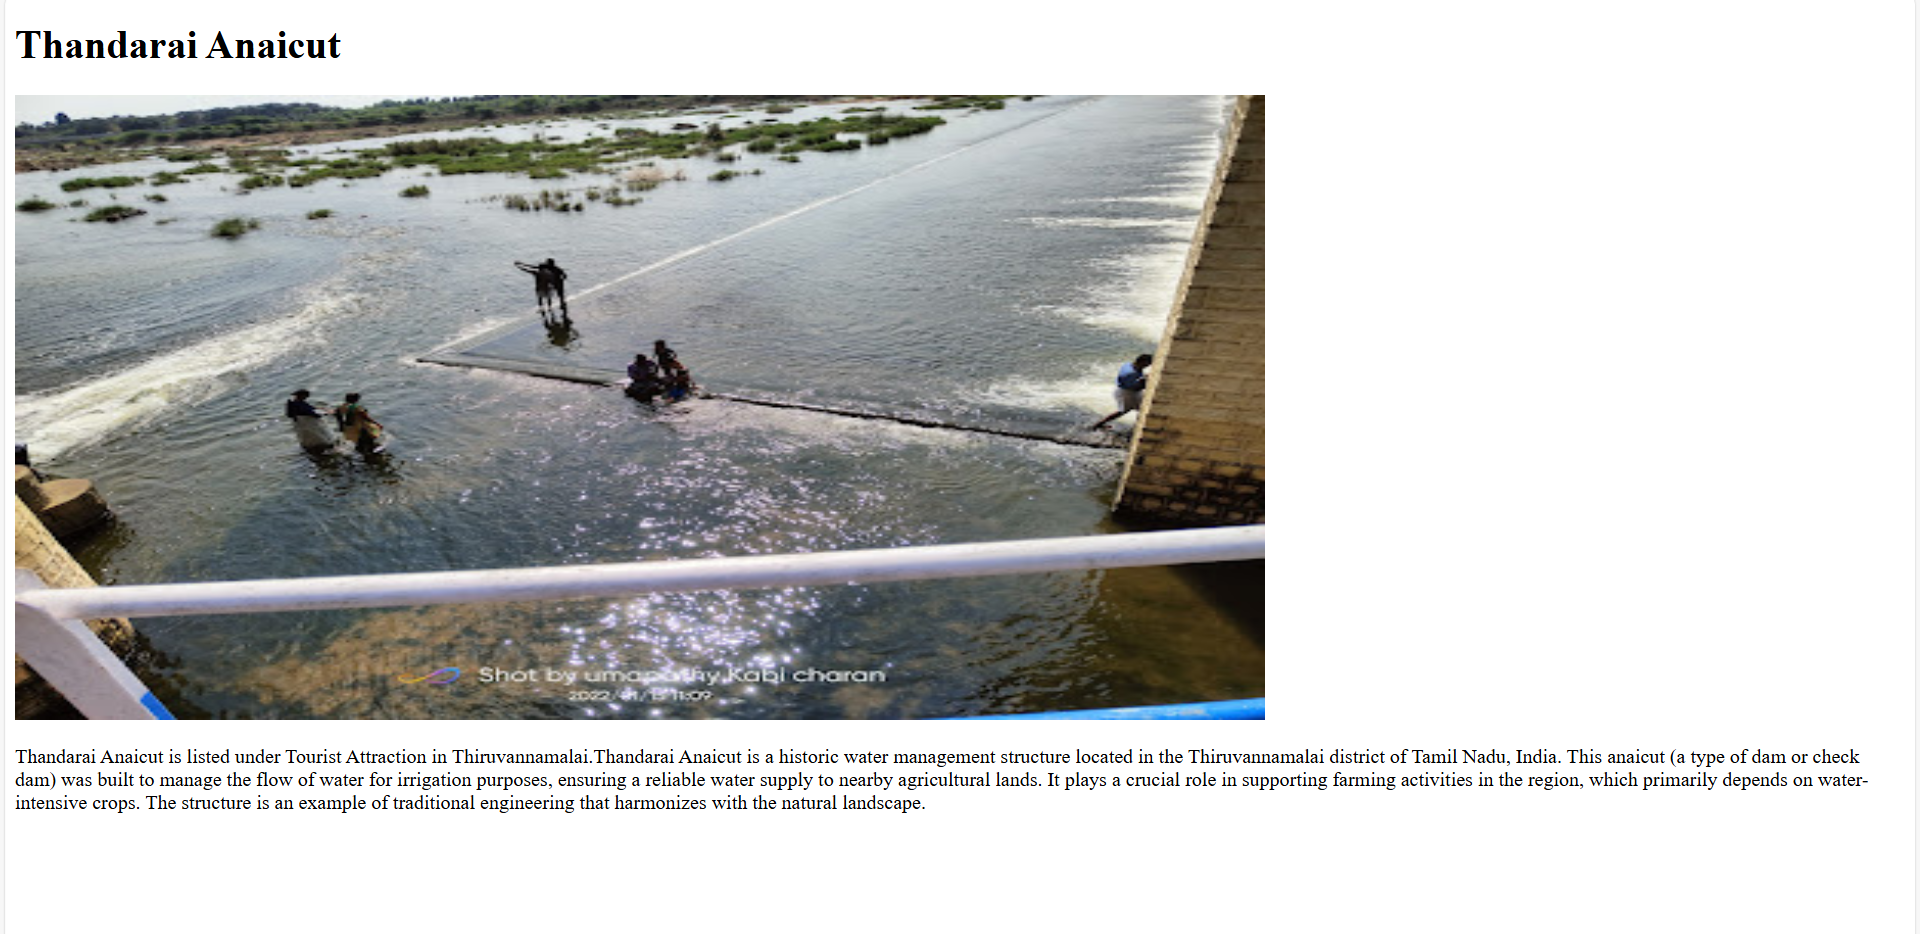 Thandarai Anaicut
Shot by umapathy Kabi charan
Thandarai Anaicut is listed under Tourist Attraction in Thiruvannamalai.Thandarai Anaicut is a historic water management structure located in the Thiruvannamalai district of Tamil Nadu, India. This anaicut (a type of dam or check
dam) was built to manage the flow of water for irrigation purposes, ensuring a reliable water supply to nearby agricultural lands. It plays a crucial role in supporting farming activities in the region, which primarily depends on water-
intensive crops. The structure is an example of traditional engineering that harmonizes with the natural landscape.